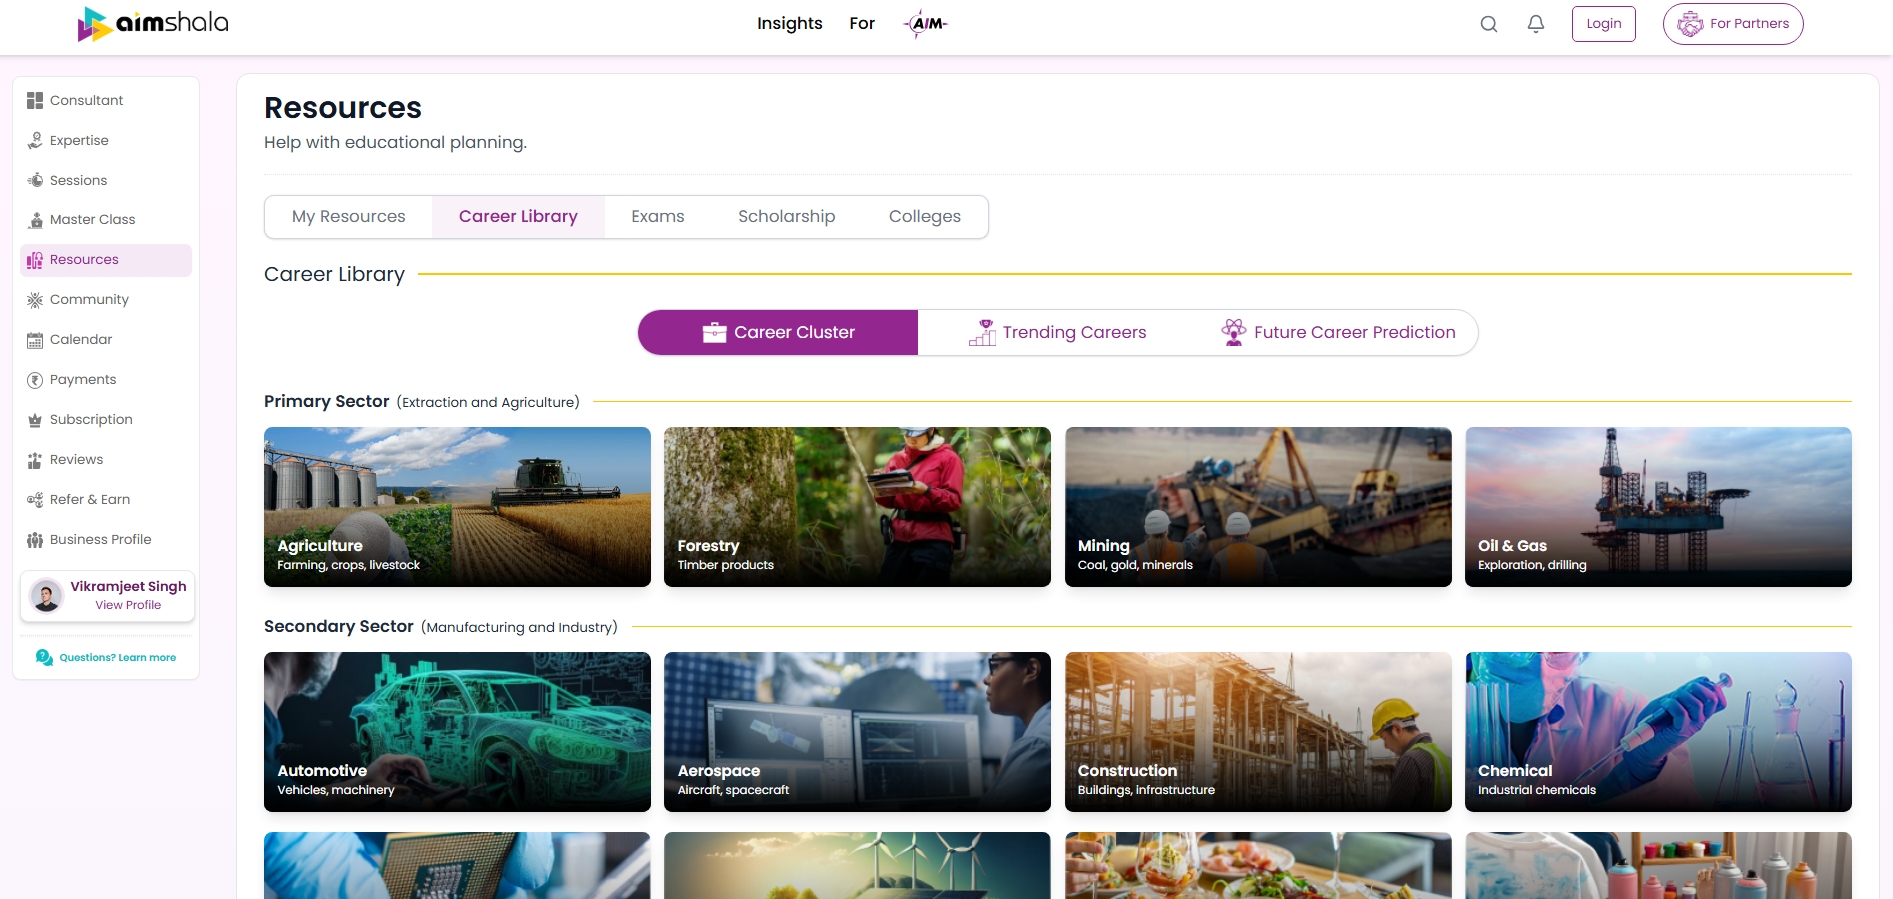 aimshala
Insights
For
AIM
Login
For Partners
Consultant
Expertise
Sessions
Master Class
Resources
Community
Calendar
Payments
Subscription
Reviews
Refer & Earn
Business Profile
Vikramjeet Singh
View Profile
Questions? Learn more
Resources
Help with educational planning.
My Resources
Career Library
Exams
Scholarship
Colleges
Career Library
Career Cluster
Trending Careers
Future Career Prediction
Primary Sector (Extraction and Agriculture)
Agriculture
Farming, crops, livestock
Forestry
Timber products
Mining
Coal, gold, minerals
Oil & Gas
Exploration, drilling
Secondary Sector (Manufacturing and Industry)
Automotive
Vehicles, machinery
Aerospace
Aircraft, spacecraft
Construction
Buildings, infrastructure
Chemical
Industrial chemicals